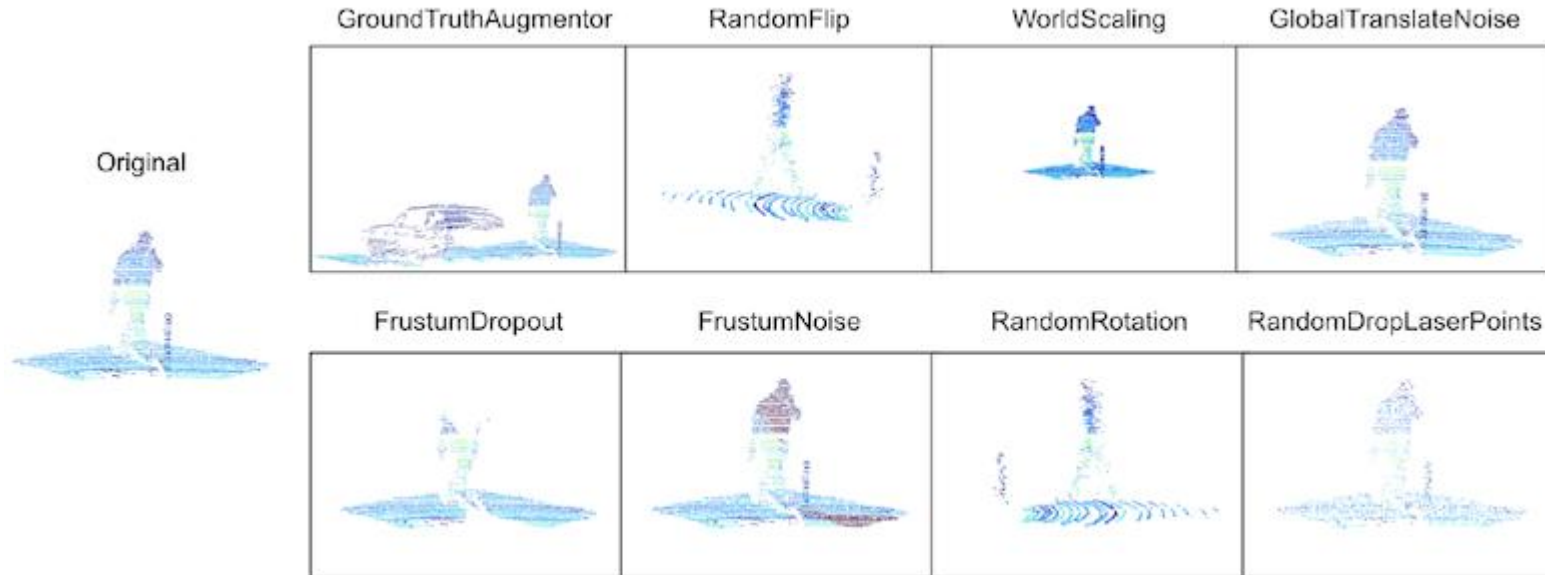 GroundTruthAugmentor RandomFlip WorldScaling GlobalTranslateNoise
Original
FrustumDropout FrustumNoise RandomRotation RandomDropLaserPoints